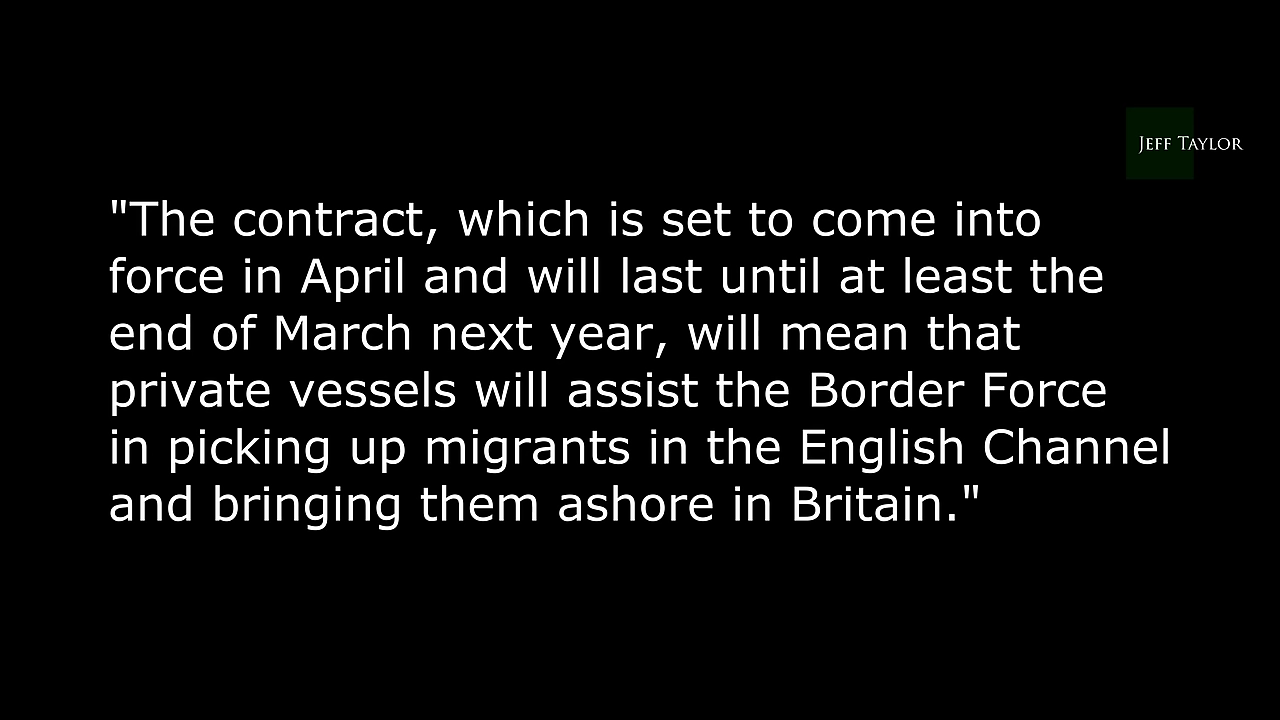 JEFF TAYLOR
"The contract, which is set to come into
force in April and will last until at least the
end of March next year, will mean that
private vessels will assist the Border Force
in picking up migrants in the English Channel
and bringing them ashore in Britain."